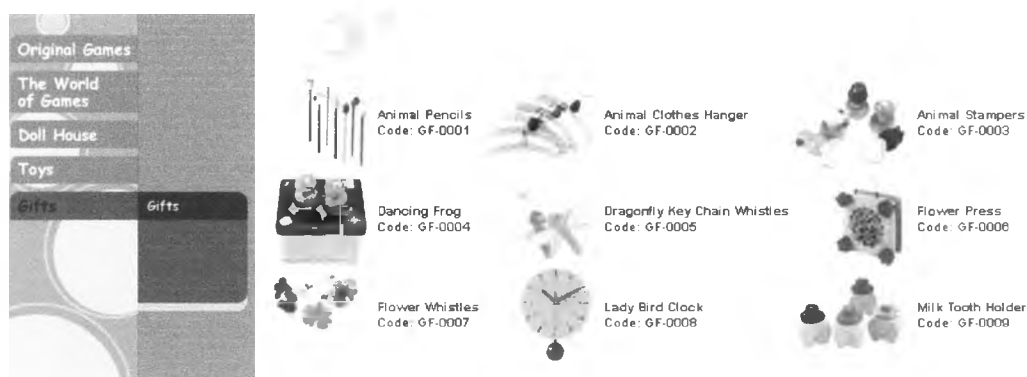 Original Games
The World
of Games
Doll House
Toys
Gifts
Gifts
Animal Pencils
Code: GF-0001
Animal Clothes Hanger
Code: GF-0002
Animal Stampers
Code: GF-0003
Dancing Frog
Code: GF-0004
Dragonfly Key Chain Whistles
Code: GF-0005
Flower Press
Code: GF-0006
Flower Whistles
Code: GF-0007
Lady Bird Clock
Code: GF-0008
Milk Tooth Holder
Code: GF-0009